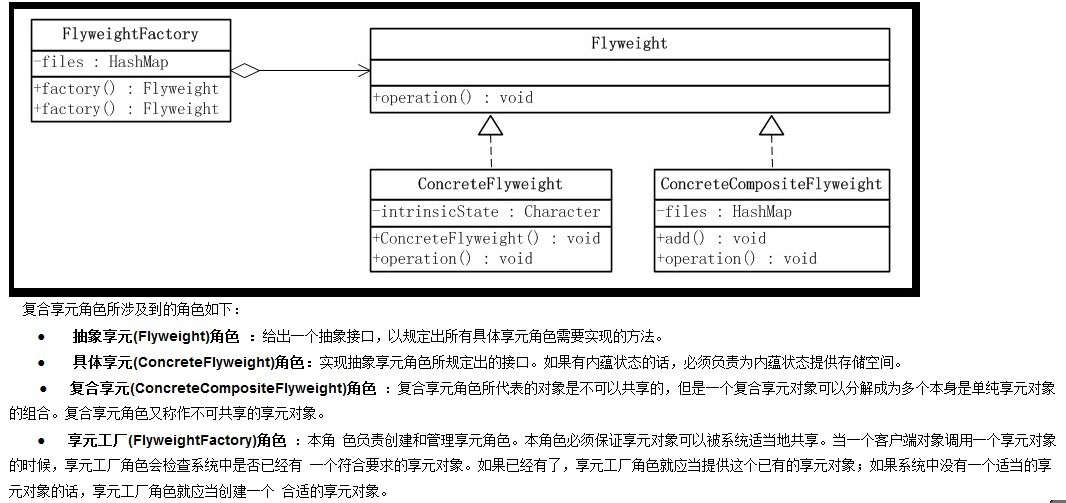 FlyweightFactory
-files : HashMap
+factory() : Flyweight
+factory() : Flyweight
Flyweight
+operation() : void
ConcreteFlyweight
-intrinsicState : Character
+ConcreteFlyweight() : void
+operation() : void
ConcreteCompositeFlyweight
-files : HashMap
+add() : void
+operation() : void
复合享元角色所涉及到的角色如下：
● 抽象享元(Flyweight)角色 ：给出一个抽象接口，以规定出所有具体享元角色需要实现的方法。
● 具体享元(ConcreteFlyweight)角色：实现抽象享元角色所规定出的接口。如果有内蕴状态的话，必须负责为内蕴状态提供存储空间。
● 复合享元(ConcreteCompositeFlyweight)角色 ：复合享元角色所代表的对象是不可以共享的，但是一个复合享元对象可以分解成为多个本身是单纯享元对象
的组合。复合享元角色又称作不可共享的享元对象。
● 享元工厂(FlyweightFactory)角色 ：本角 色负责创建和管理享元角色。本角色必须保证享元对象可以被系统适当地共享。当一个客户端对象调用一个享元对象
的时候，享元工厂角色会检查系统中是否已经有 一个符合要求的享元对象。如果已经有了，享元工厂角色就应当提供这个已有的享元对象；如果系统中没有一个适当的享
元对象的话，享元工厂角色就应当创建一个 合适的享元对象。